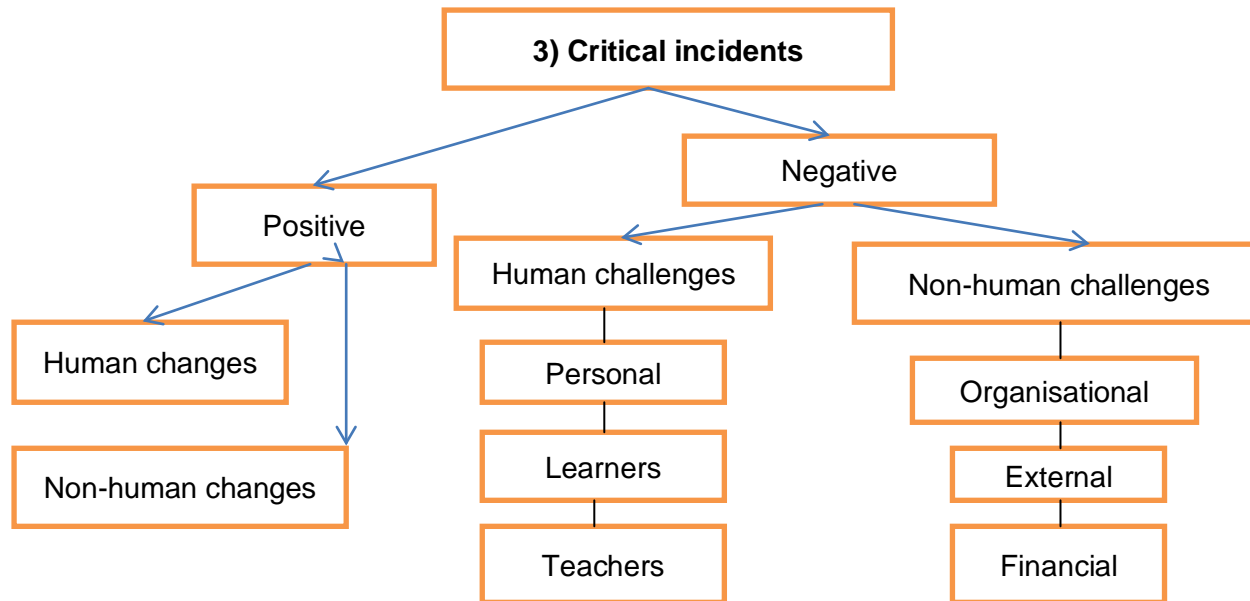 3) Critical incidents
Negative
Positive
Human challenges
Non-human challenges
Human changes
Personal
Organisational
Learners
External
Non-human changes
Teachers
Financial